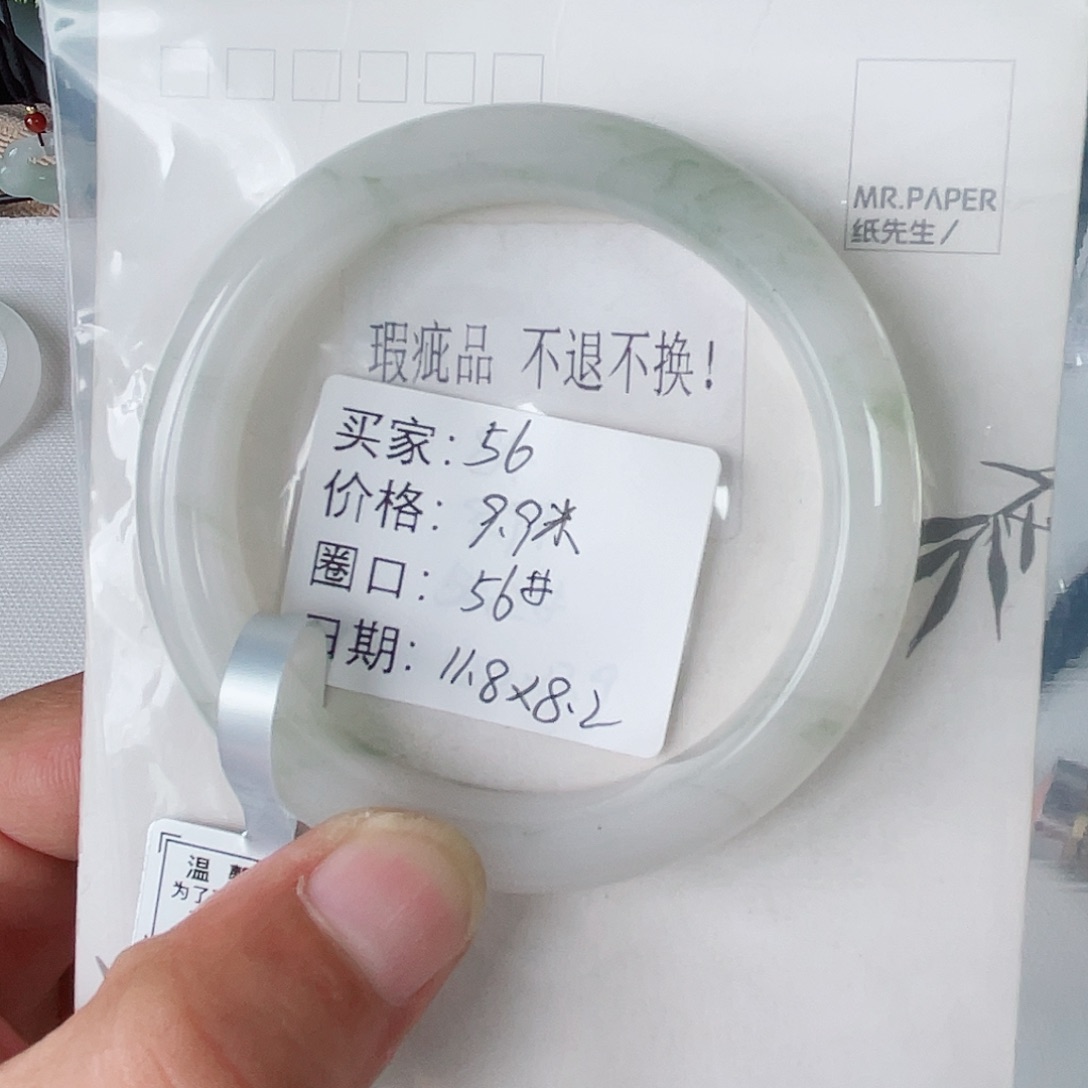 MR.PAPER
纸先生/
瑕疵品 不退不换!
买家: 56
价格: 9.9米
圈口: 56#
日期: 11.8×8.2
温
为了